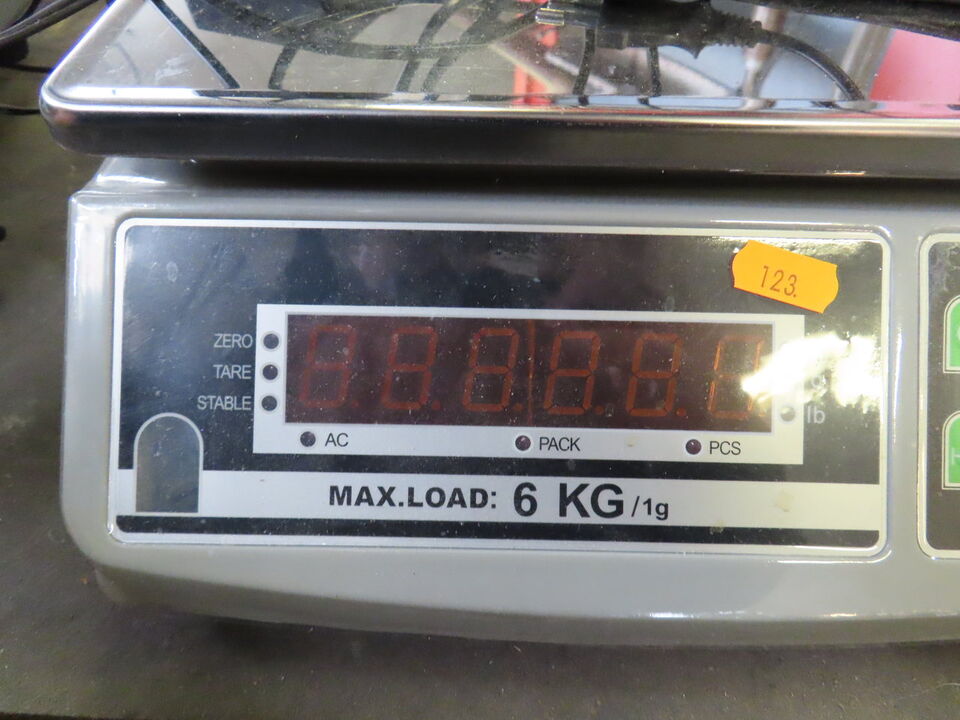 123.
ZERO
TARE
STABLE
lb
AC
PACK
PCS
MAX.LOAD: 6 KG/1g